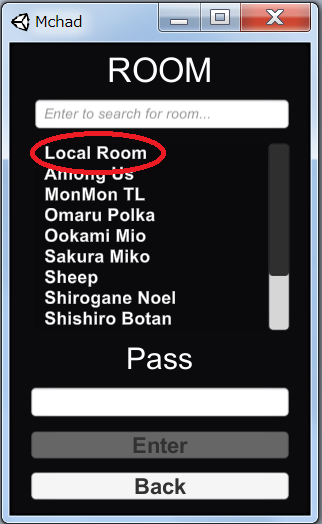 Mchad
ROOM
Enter to search for room...
Local Room
Among Us
MonMon TL
Omaru Polka
Ookami Mio
Sakura Miko
Sheep
Shirogane Noel
Shishiro Botan
Pass
Enter
Back